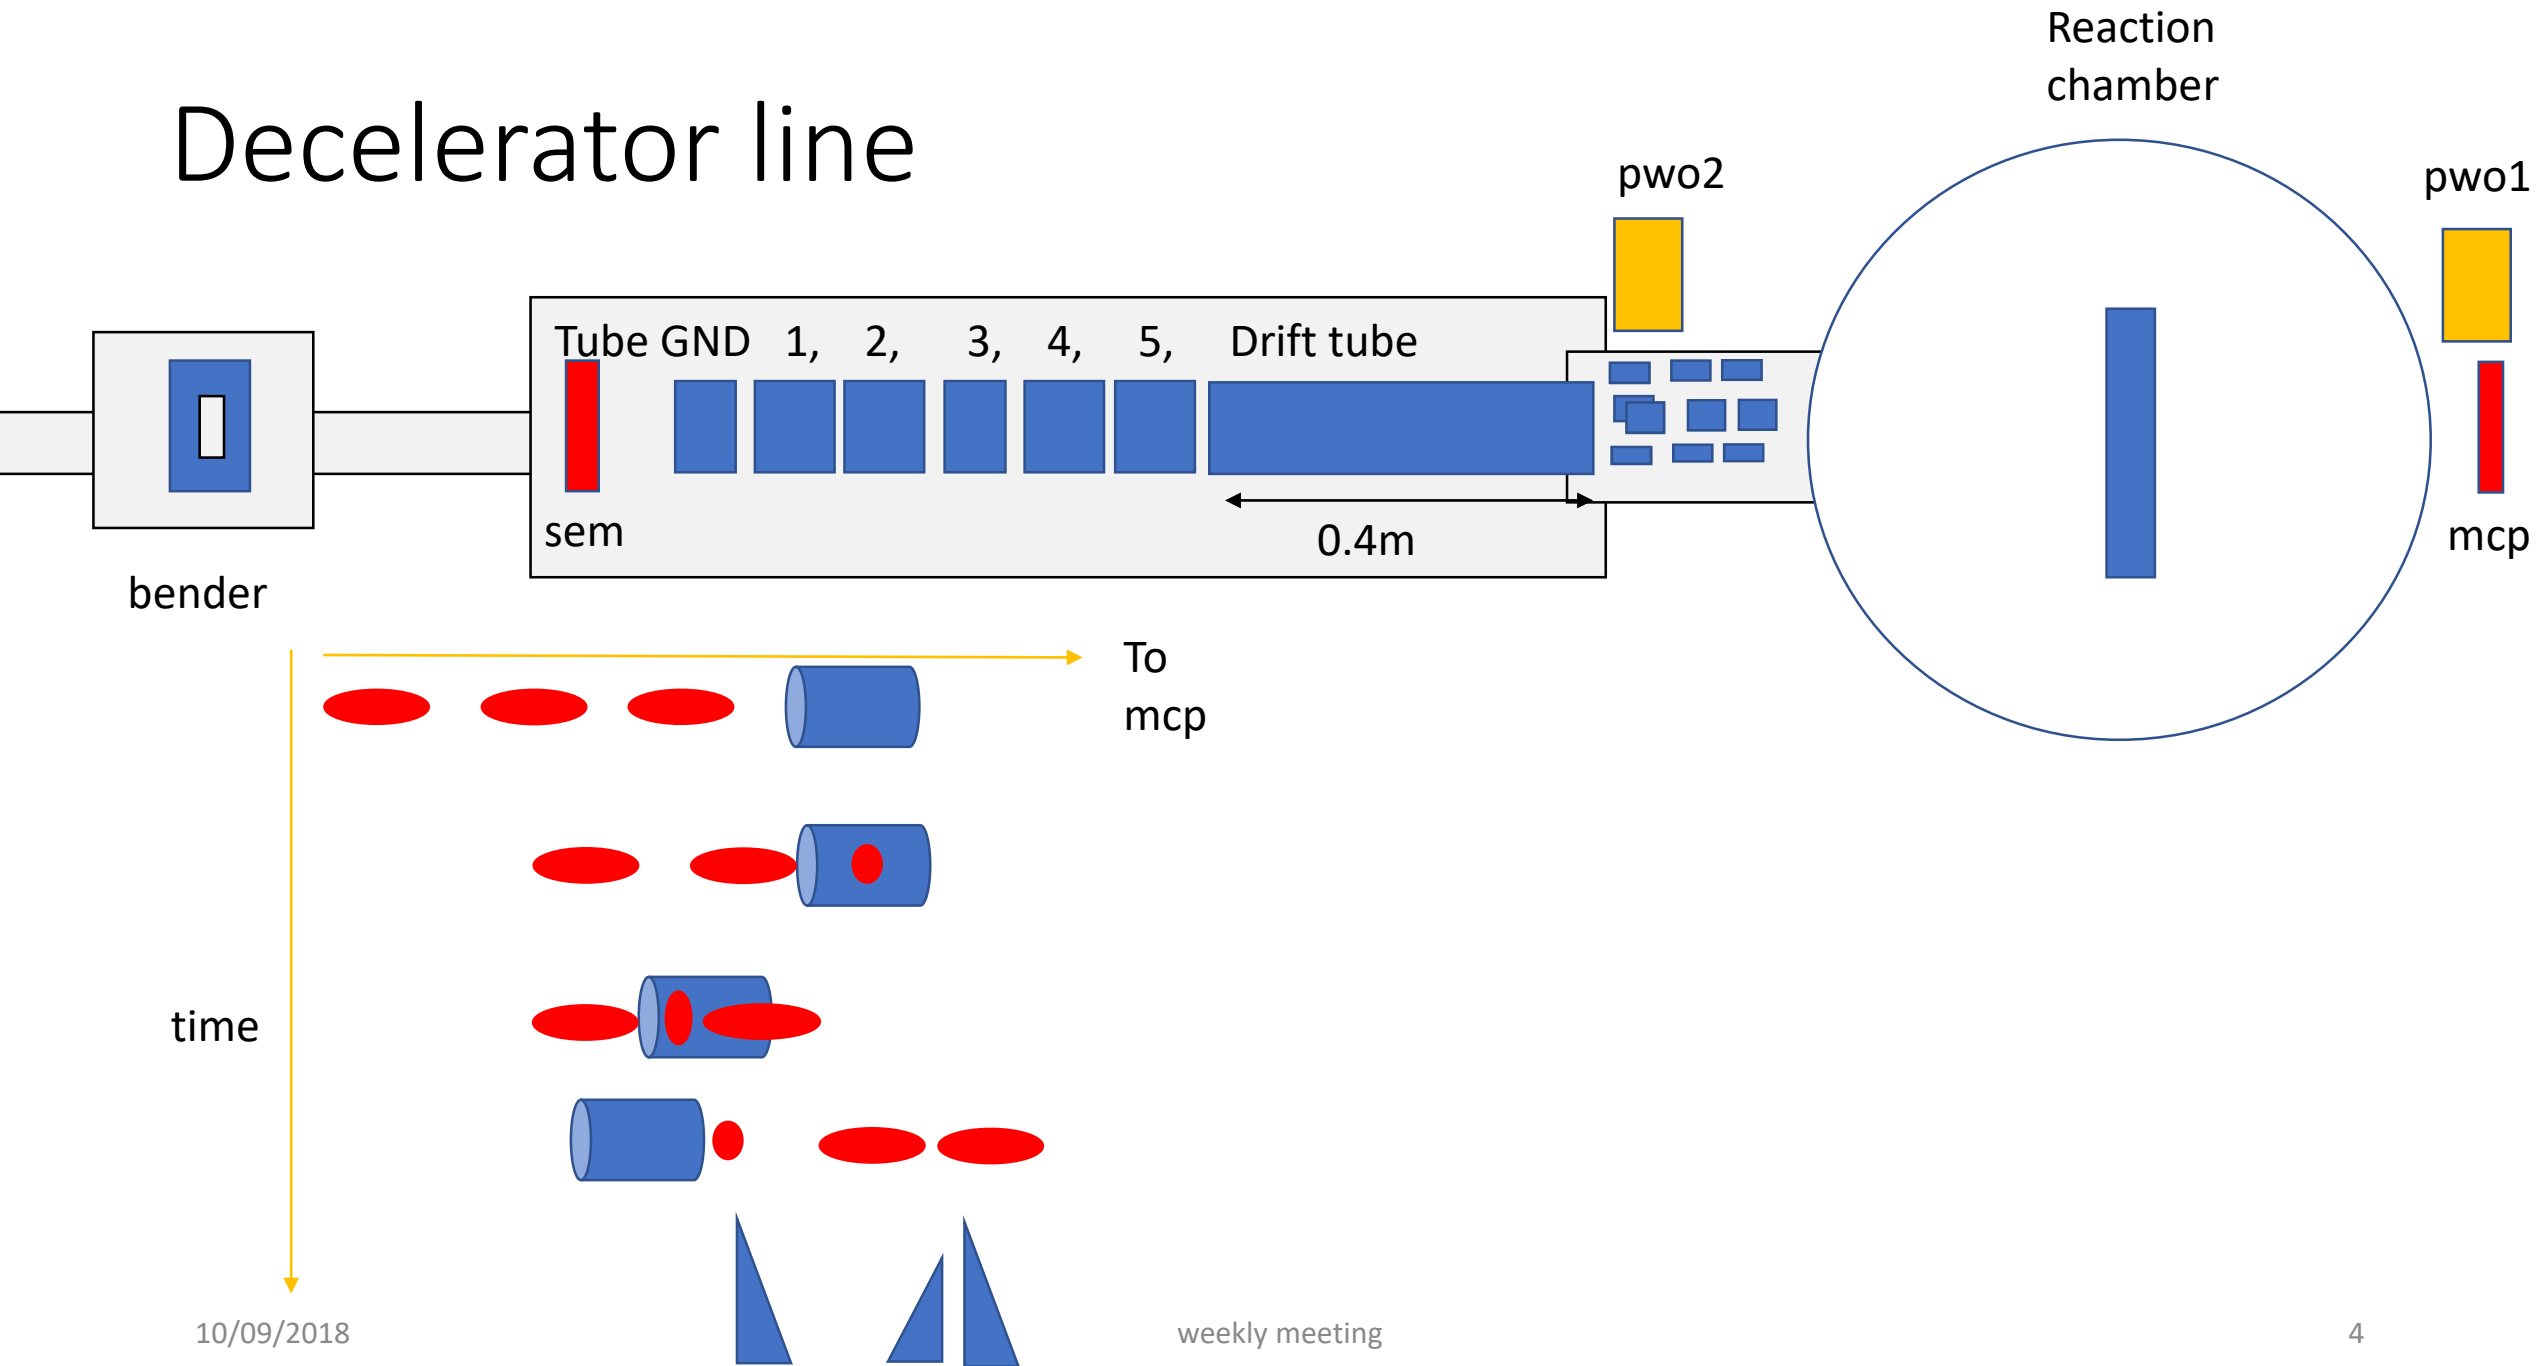 Reaction
chamber
Decelerator line
pwo2
pwo1
Tube GND 1, 2, 3, 4, 5, Drift tube
sem
0.4m
mcp
bender
To
mcp
time
10/09/2018
weekly meeting
4